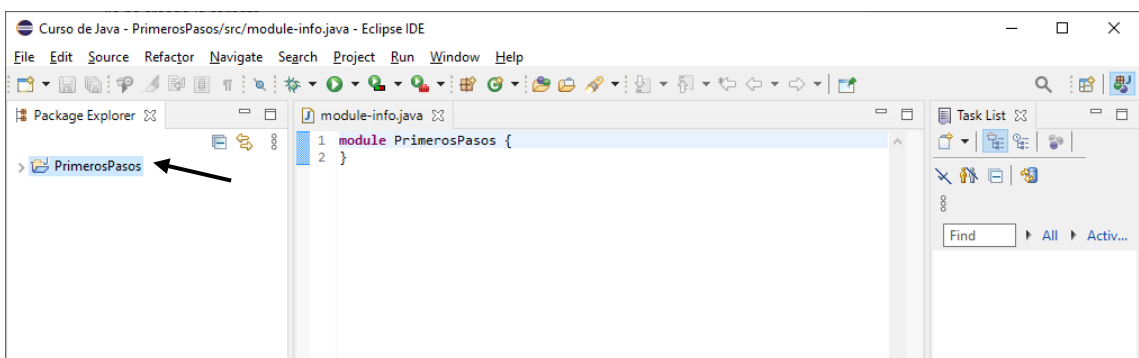 Curso de Java - PrimerosPasos/src/module-info.java - Eclipse IDE
File Edit Source Refactor Navigate Search Project Run Window Help
Package Explorer
module-info.java
Task List
1 module PrimerosPasos {
2 }
PrimerosPasos
Find All Activ...